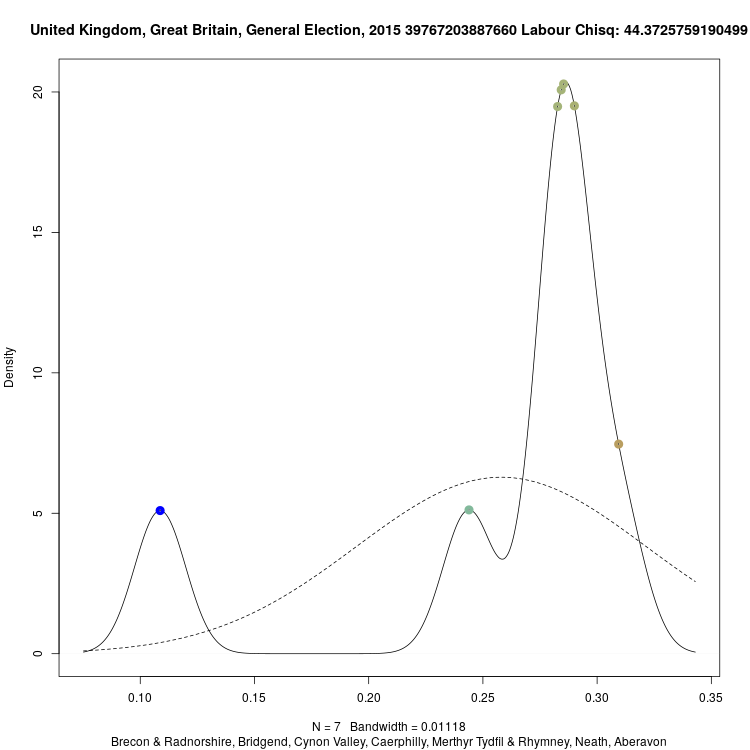 United Kingdom, Great Britain, General Election, 2015 39767203887660 Labour Chisq: 44.3725759190499
Density
20
15
10
5
0
0.10 0.15 0.20 0.25 0.30 0.35
N = 7 Bandwidth = 0.01118
Brecon & Radnorshire, Bridgend, Cynon Valley, Caerphilly, Merthyr Tydfil & Rhymney, Neath, Aberavon